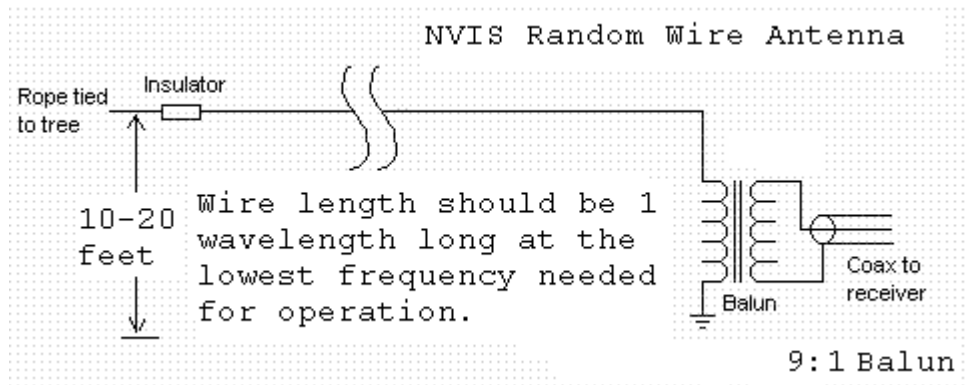 NVIS Random Wire Antenna
Insulator
Rope tied
to tree
10-20
feet
Wire length should be 1
wavelength long at the
lowest frequency needed
for operation.
Coax to
receiver
Balun
9:1 Balun